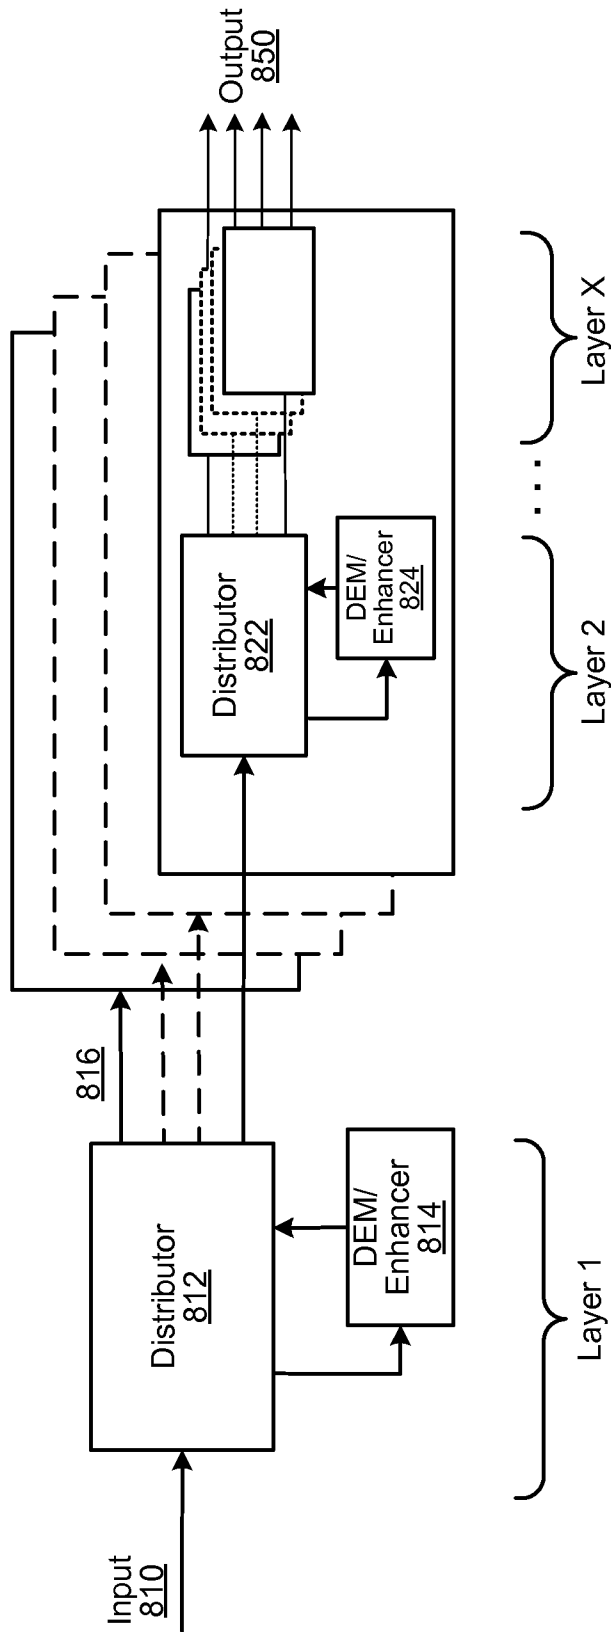 Input
810
Distributor
812
DEM/
Enhancer
814
816
Distributor
822
DEM/
Enhancer
824
Output
850
Layer 1
Layer 2
. . .
Layer X